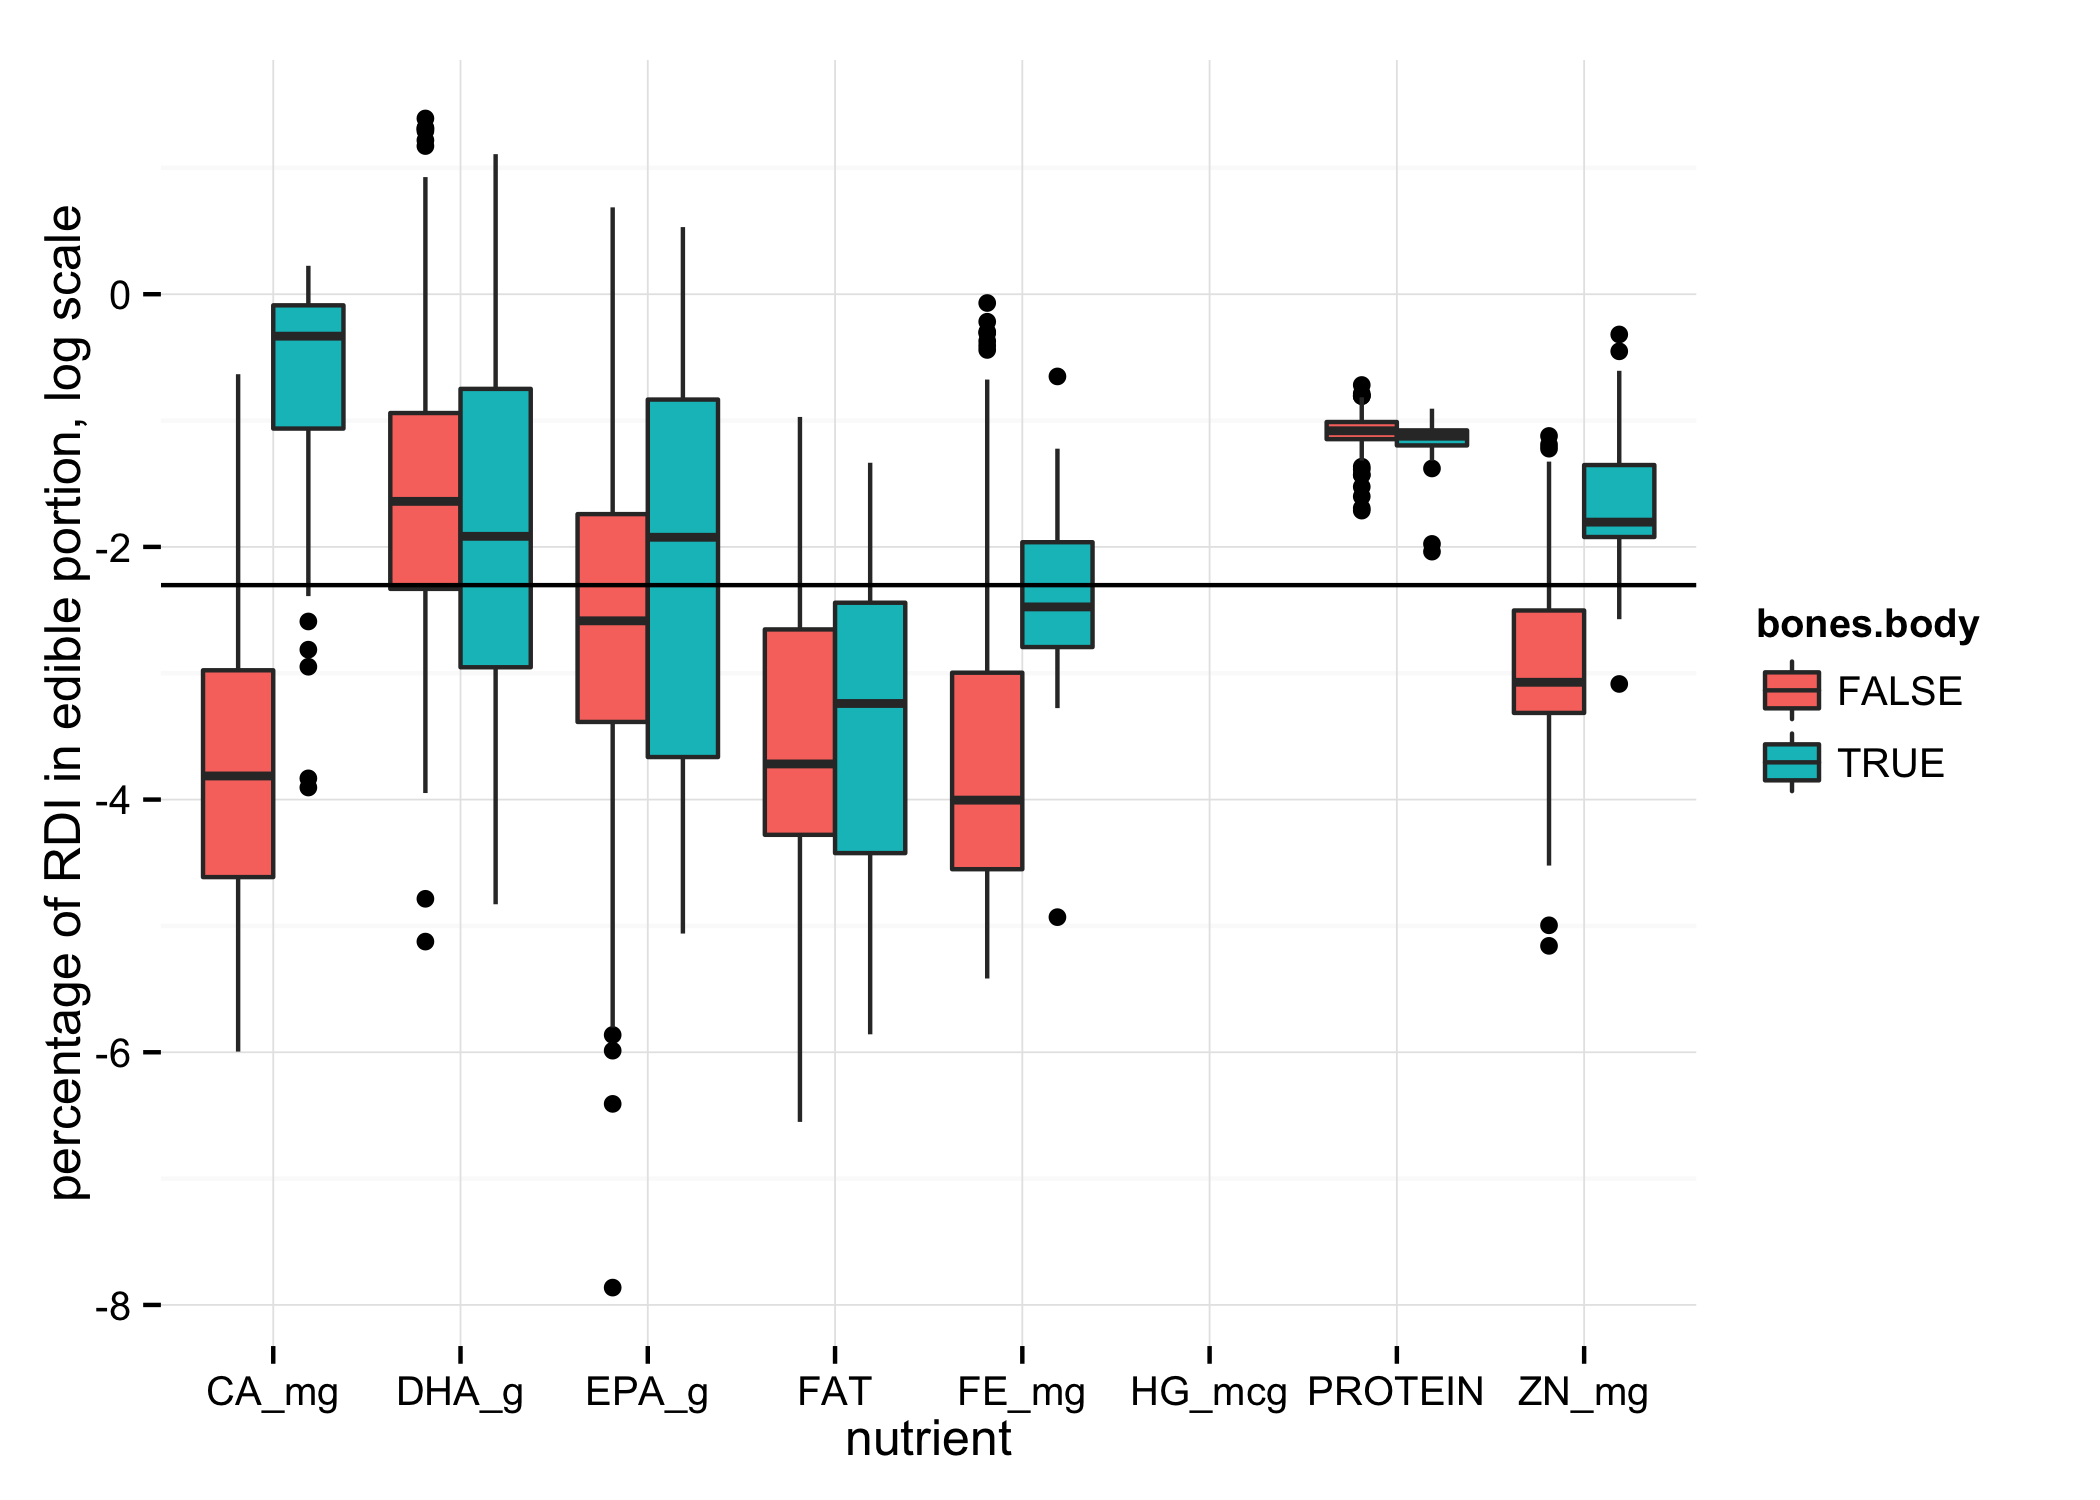 percentage of RDI in edible portion, log scale
0
-2
-4
-6
-8
CA_mg DHA_g EPA_g FAT FE_mg HG_mcg PROTEIN ZN_mg
nutrient
bones.body
FALSE
TRUE